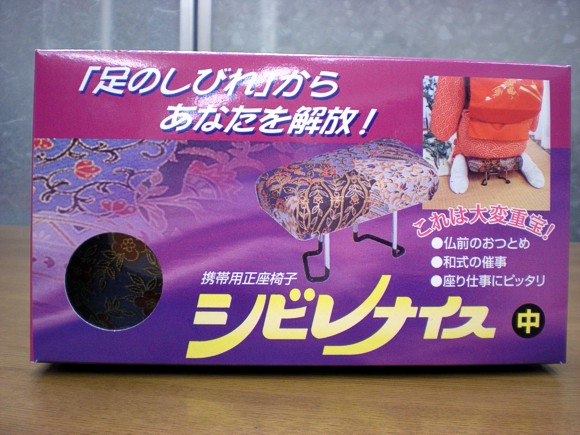 「足のしびれ」から
あなたを解放！
これは大変重宝！
●仏前のおつとめ
●和式の催事
●座り仕事にピッタリ
携帯用正座椅子
シビレナイス
中